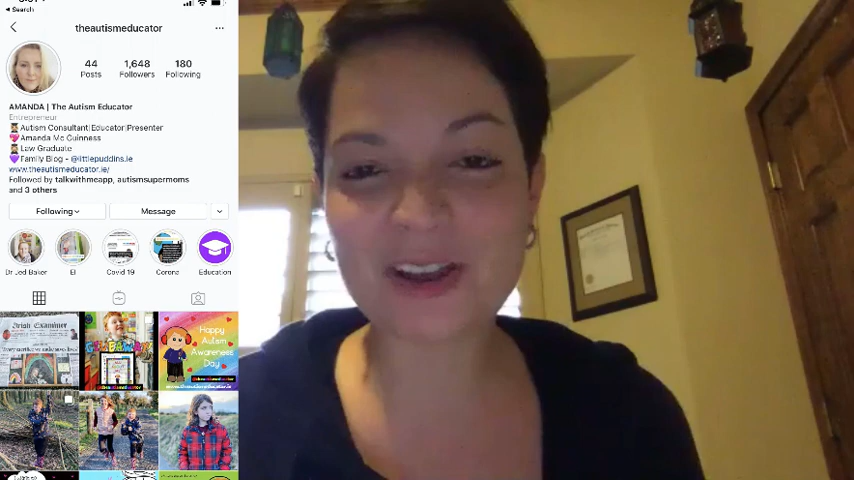 Search
theautismeducator
44
Posts
1,648
Followers
180
Following
AMANDA | The Autism Educator
Entrepreneur
Autism Consultant|Educator|Presenter
Amanda Mc Guinness
Law Graduate
Family Blog - @littlepuddins.ie
www.theautismeducator.ie/
Followed by talkwithmeapp, autismsupermoms
and 3 others
Following
Message
Dr Jed Baker
EI
Covid 19
Corona
Education
Irish Examiner
Happy
Autism
Awareness
Day